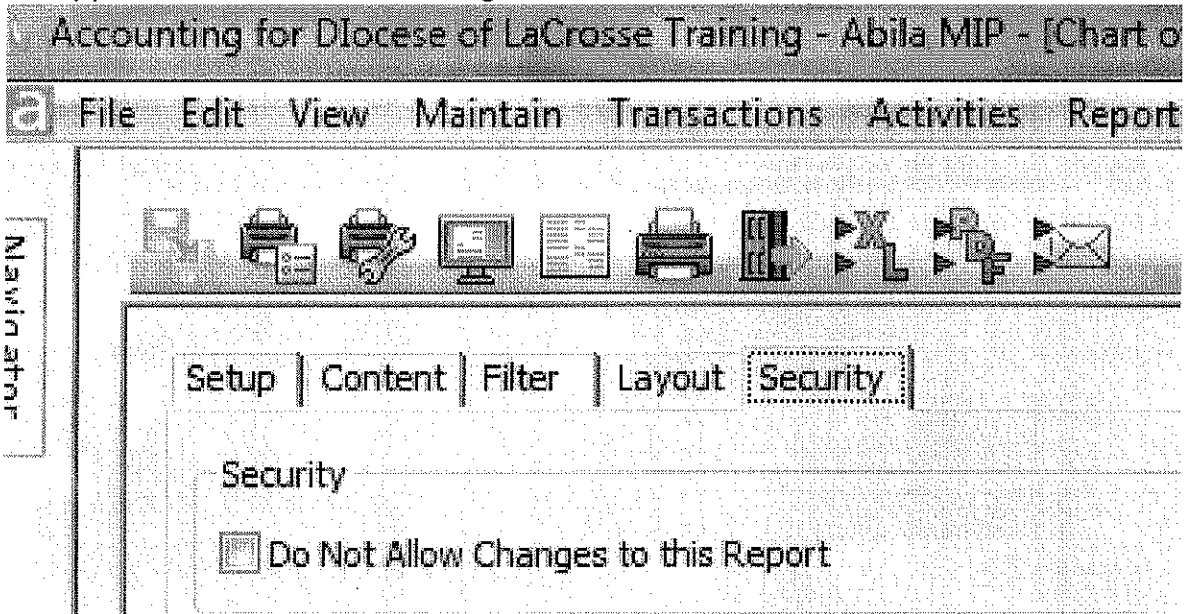 Accounting for DIocese of LaCrosse Training - Abila MIP - [Chart o
a File Edit View Maintain Transactions Activities Report
Navigator
Setup Content Filter Layout Security
Security
Do Not Allow Changes to this Report